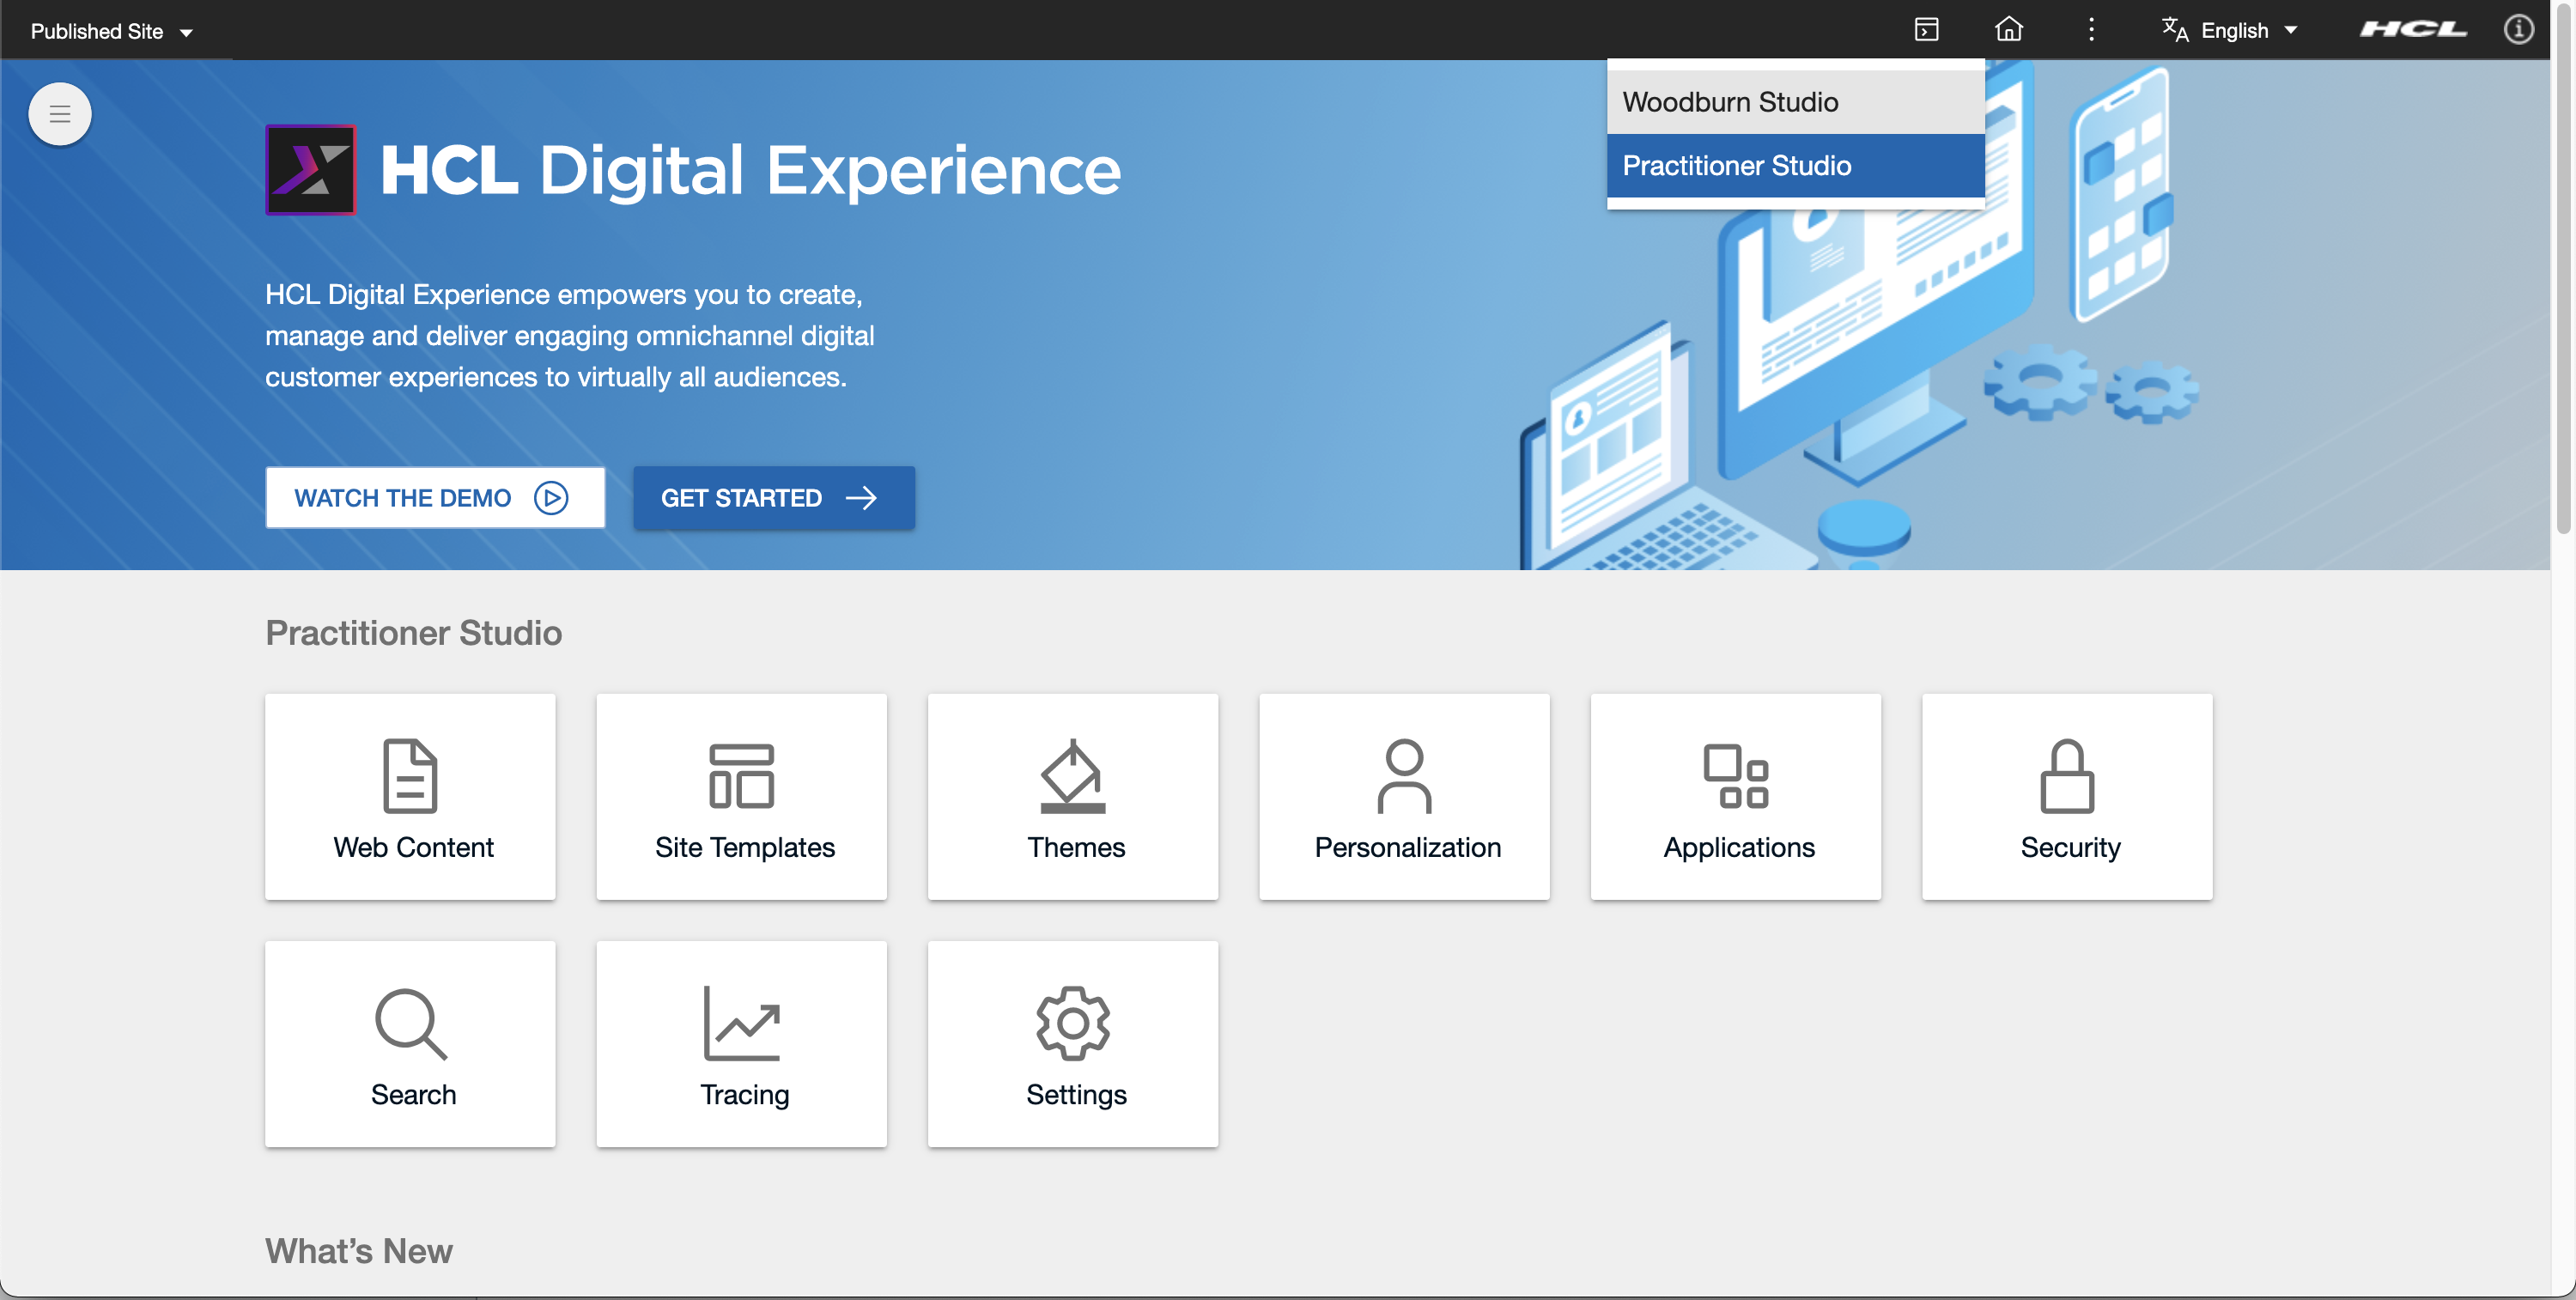 Published Site
English
HCL
Woodburn Studio
Practitioner Studio
HCL Digital Experience
HCL Digital Experience empowers you to create,
manage and deliver engaging omnichannel digital
customer experiences to virtually all audiences.
WATCH THE DEMO
GET STARTED
Practitioner Studio
Web Content
Site Templates
Themes
Personalization
Applications
Security
Search
Tracing
Settings
What’s New